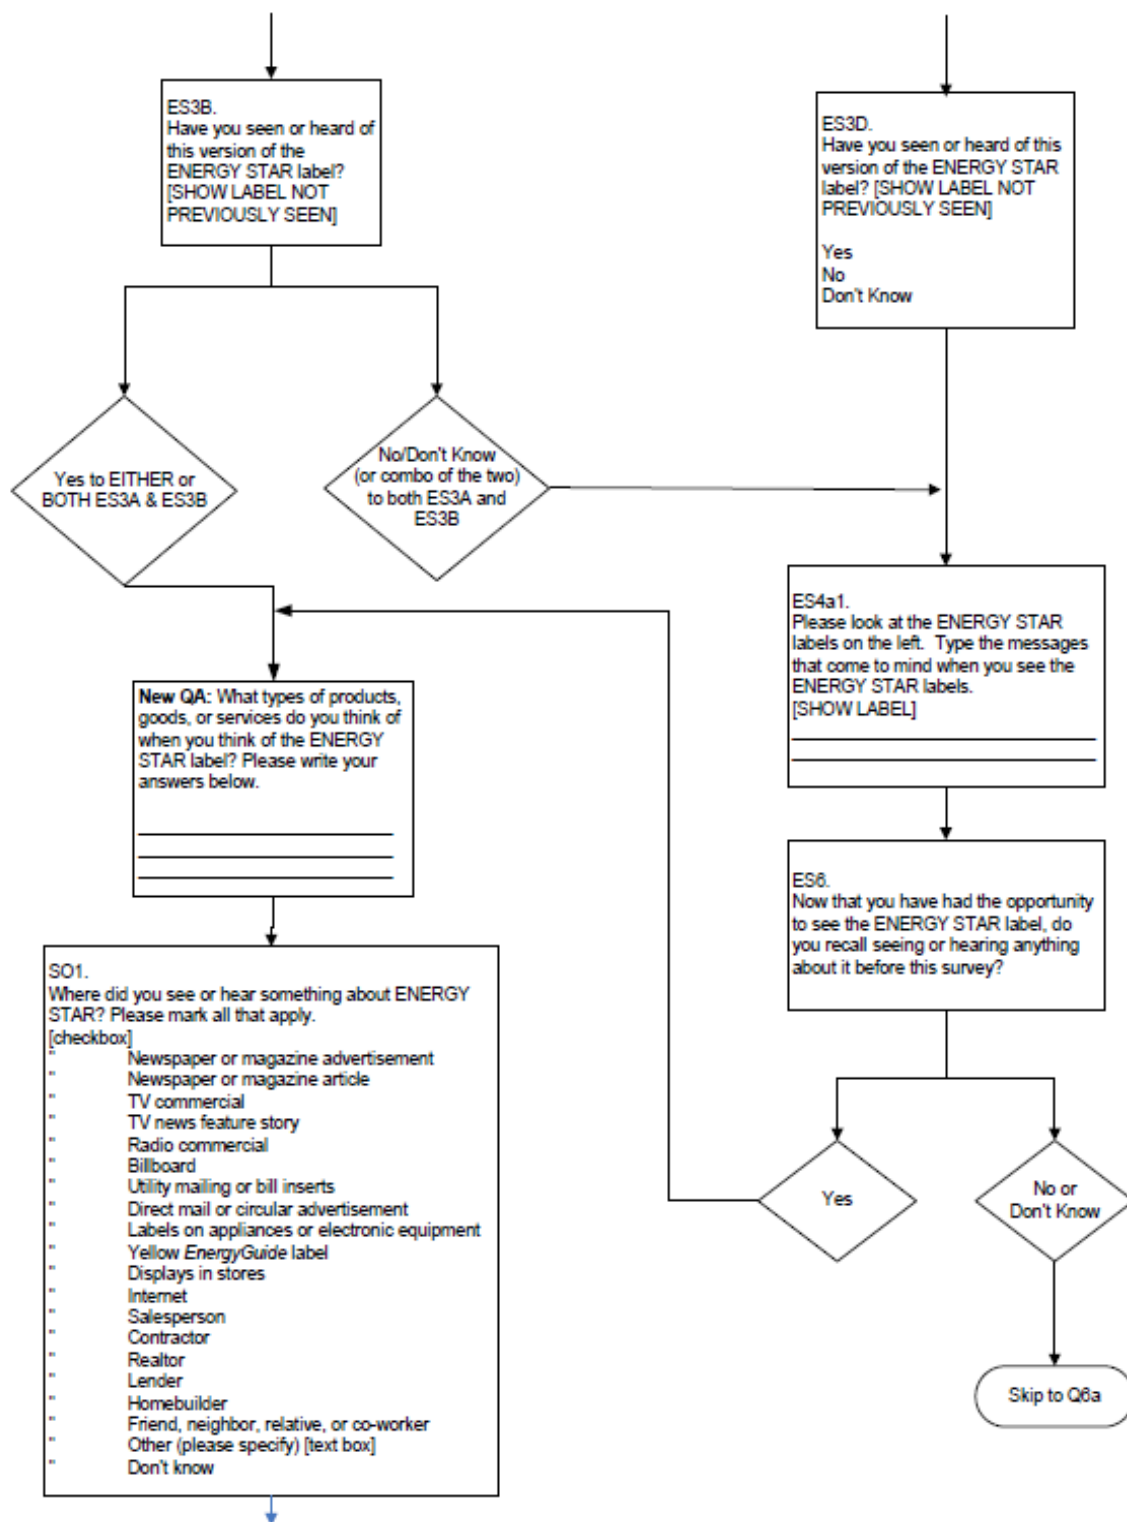 ES3B.
Have you seen or heard of
this version of the
ENERGY STAR label?
[SHOW LABEL NOT
PREVIOUSLY SEEN]
ES3D.
Have you seen or heard of this
version of the ENERGY STAR
label? [SHOW LABEL NOT
PREVIOUSLY SEEN]
Yes
No
Don't Know
Yes to EITHER or
BOTH ES3A & ES3B
No/Don't Know
(or combo of the two)
to both ES3A and
ES3B
ES4a1.
Please look at the ENERGY STAR
labels on the left.  Type the messages
that come to mind when you see the
ENERGY STAR labels.
[SHOW LABEL]
New QA: What types of products,
goods, or services do you think of
when you think of the ENERGY
STAR label? Please write your
answers below.
ES6.
Now that you have had the opportunity
to see the ENERGY STAR label, do
you recall seeing or hearing anything
about it before this survey?
SO1.
Where did you see or hear something about ENERGY
STAR? Please mark all that apply.
[checkbox]
" Newspaper or magazine advertisement
" Newspaper or magazine article
" TV commercial
" TV news feature story
" Radio commercial
" Billboard
" Utility mailing or bill inserts
" Direct mail or circular advertisement
" Labels on appliances or electronic equipment
" Yellow EnergyGuide label
" Displays in stores
" Internet
" Salesperson
" Contractor
" Realtor
" Lender
" Homebuilder
" Friend, neighbor, relative, or co-worker
" Other (please specify) [text box]
" Don't know
Yes
No or
Don't Know
Skip to Q6a